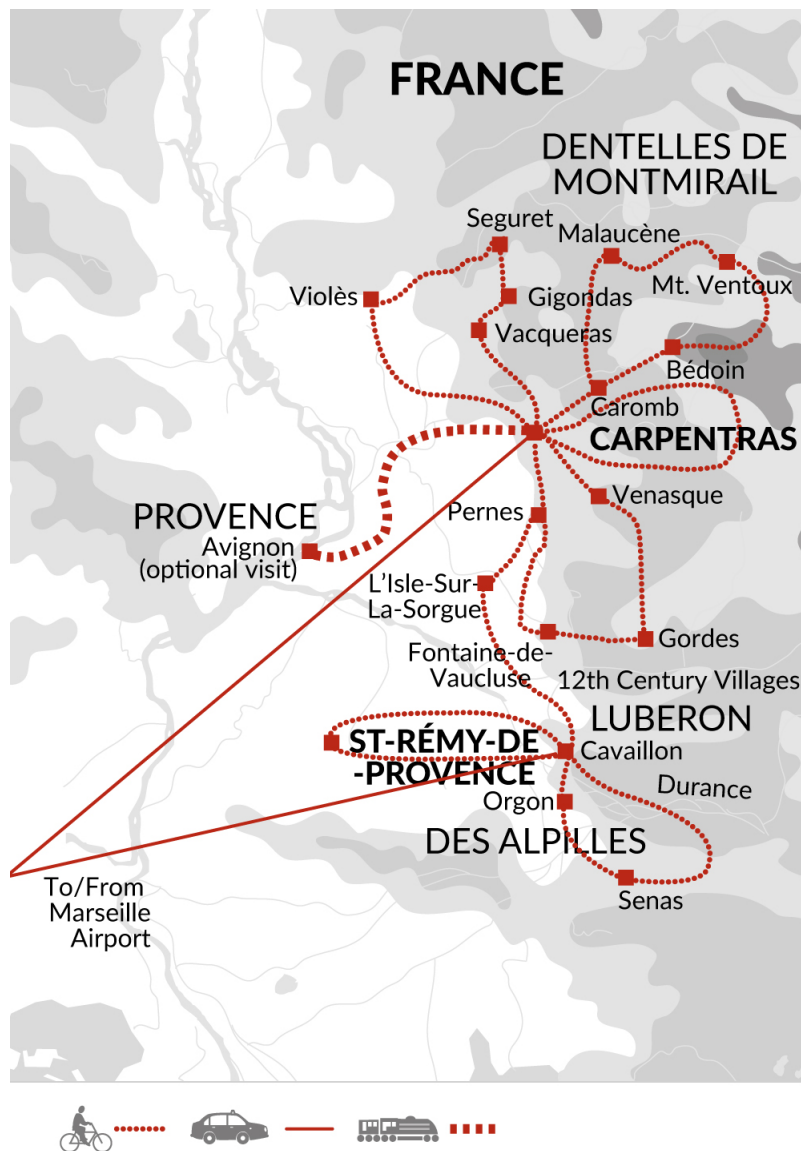 FRANCE
DENTELLES DE
MONTMIRAIL
Seguret
Malaucène
Violès
Gigondas
Mt. Ventoux
Vacqueras
Bédoin
Caromb
CARPENTRAS
Venasque
Pernes
PROVENCE
Avignon
(optional visit)
L'Isle-Sur-
La-Sorgue
Gordes
Fontaine-de-
Vaucluse
12th Century Villages
LUBERON
ST-RÉMY-DE
-PROVENCE
Cavaillon
Durance
Orgon
DES ALPILLES
To/From
Marseille
Airport
Senas